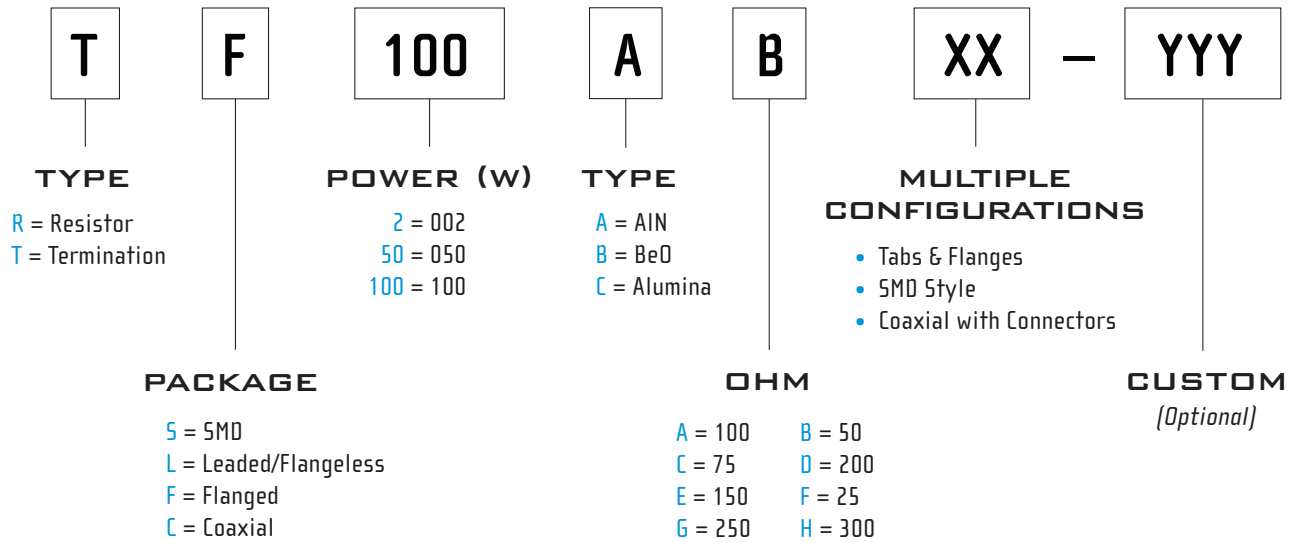 T F 100 A B XX – YYY
TYPE
R = Resistor
T = Termination
POWER (W)
2 = 002
50 = 050
100 = 100
TYPE
A = AlN
B = BeO
C = Alumina
MULTIPLE
CONFIGURATIONS
• Tabs & Flanges
• SMD Style
• Coaxial with Connectors
PACKAGE
S = SMD
L = Leaded/Flangeless
F = Flanged
C = Coaxial
OHM
A = 100 B = 50
C = 75 D = 200
E = 150 F = 25
G = 250 H = 300
CUSTOM
(Optional)